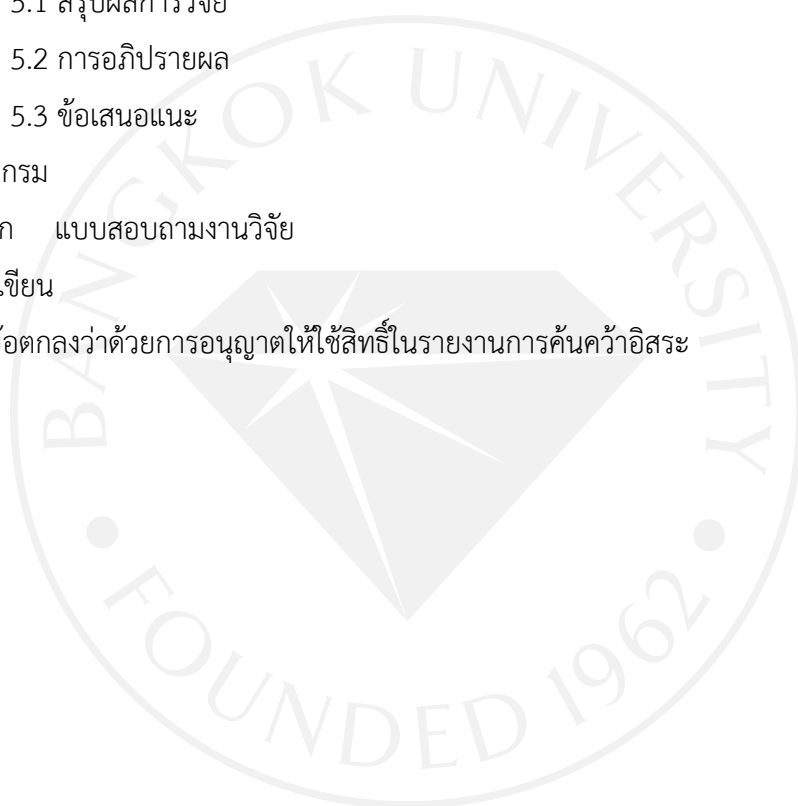 5.1 สรุปผลการวิจัย
5.2 การอภิปรายผล
5.3 ข้อเสนอแนะ
กรม
ก แบบสอบถามงานวิจัย
เขียน
้อตกลงว่าด้วยการอนุญาตให้ใช้สิทธิ์ในรายงานการค้นคว้าอิสระ
BANGKOK UNIVERSITY
FOUNDED 1962